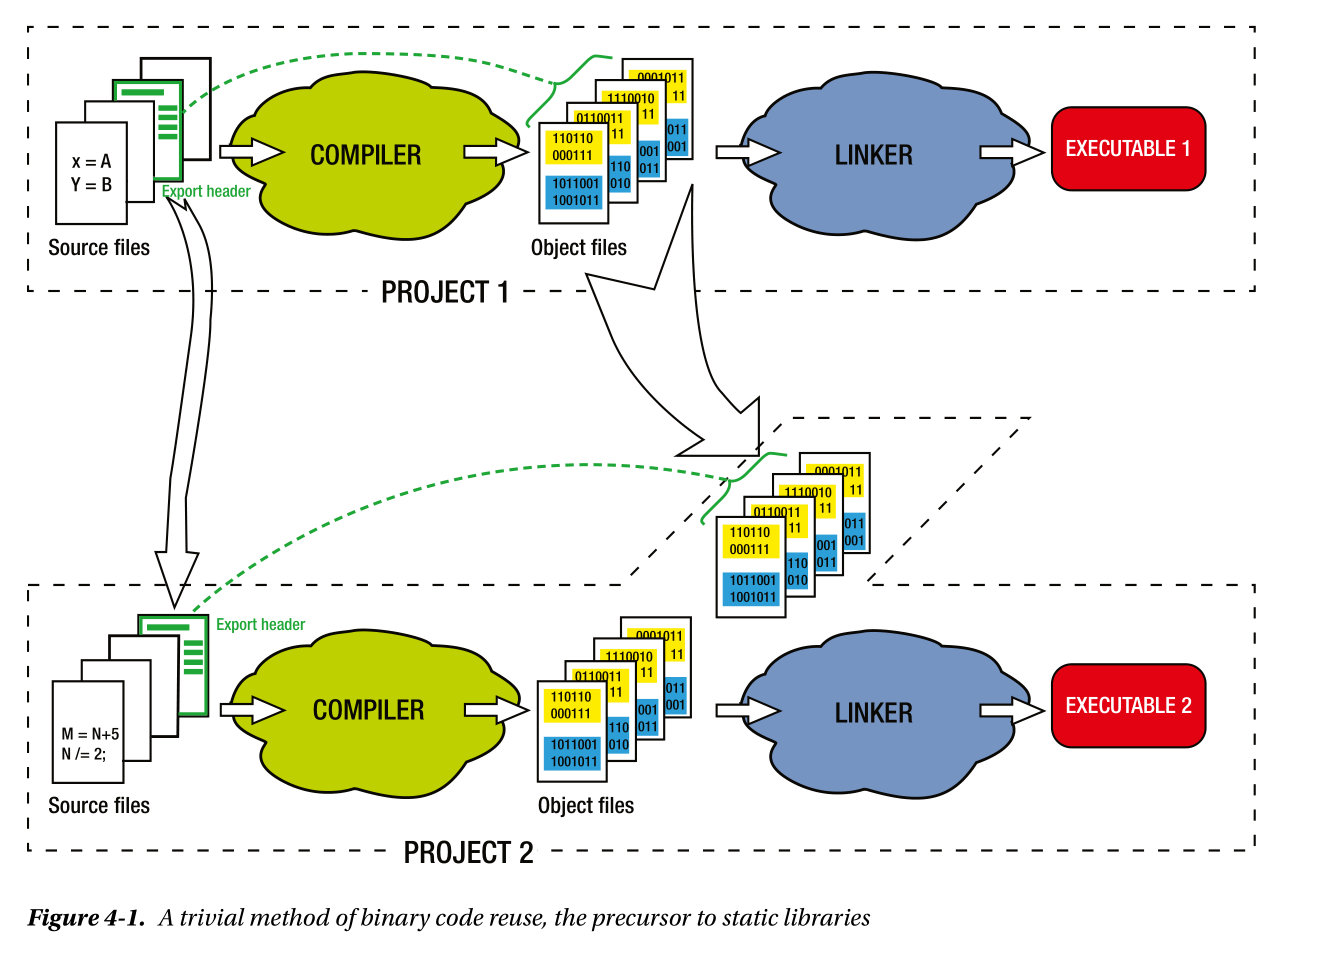 0001011
1110010
11
0110011
11
011
001
110110
000111
11
001
011
110
010
1011001
1001011
x = A
Y = B
COMPILER
LINKER
EXECUTABLE 1
Export header
Source files
Object files
PROJECT 1
0001011
11
1110010
11
0110011
11
011
001
110110
000111
001
011
110
010
1011001
1001011
Export header
0001011
11
1110010
11
0110011
11
011
001
110110
000111
001
011
110
010
1011001
1001011
M = N+5
N /= 2;
COMPILER
LINKER
EXECUTABLE 2
Source files
Object files
PROJECT 2
Figure 4-1. A trivial method of binary code reuse, the precursor to static libraries